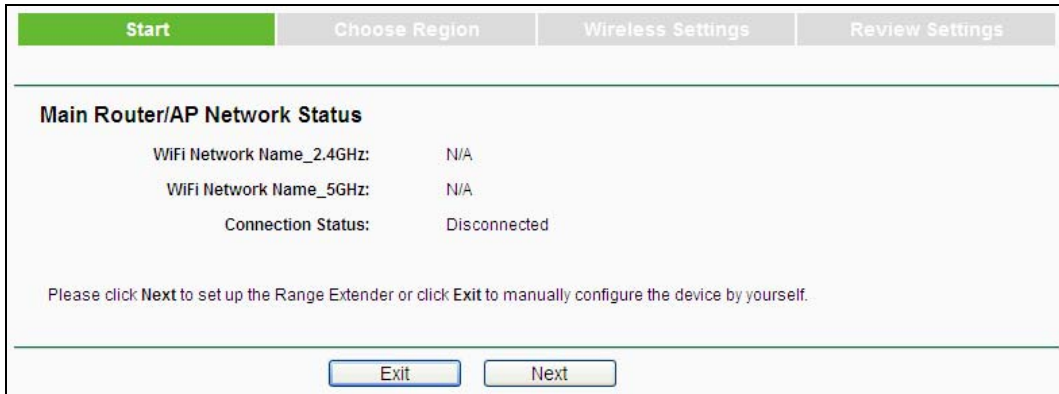 Start Choose Region Wireless Settings Review Settings
Main Router/AP Network Status
WiFi Network Name_2.4GHz: N/A
WiFi Network Name_5GHz: N/A
Connection Status: Disconnected
Please click Next to set up the Range Extender or click Exit to manually configure the device by yourself.
Exit Next